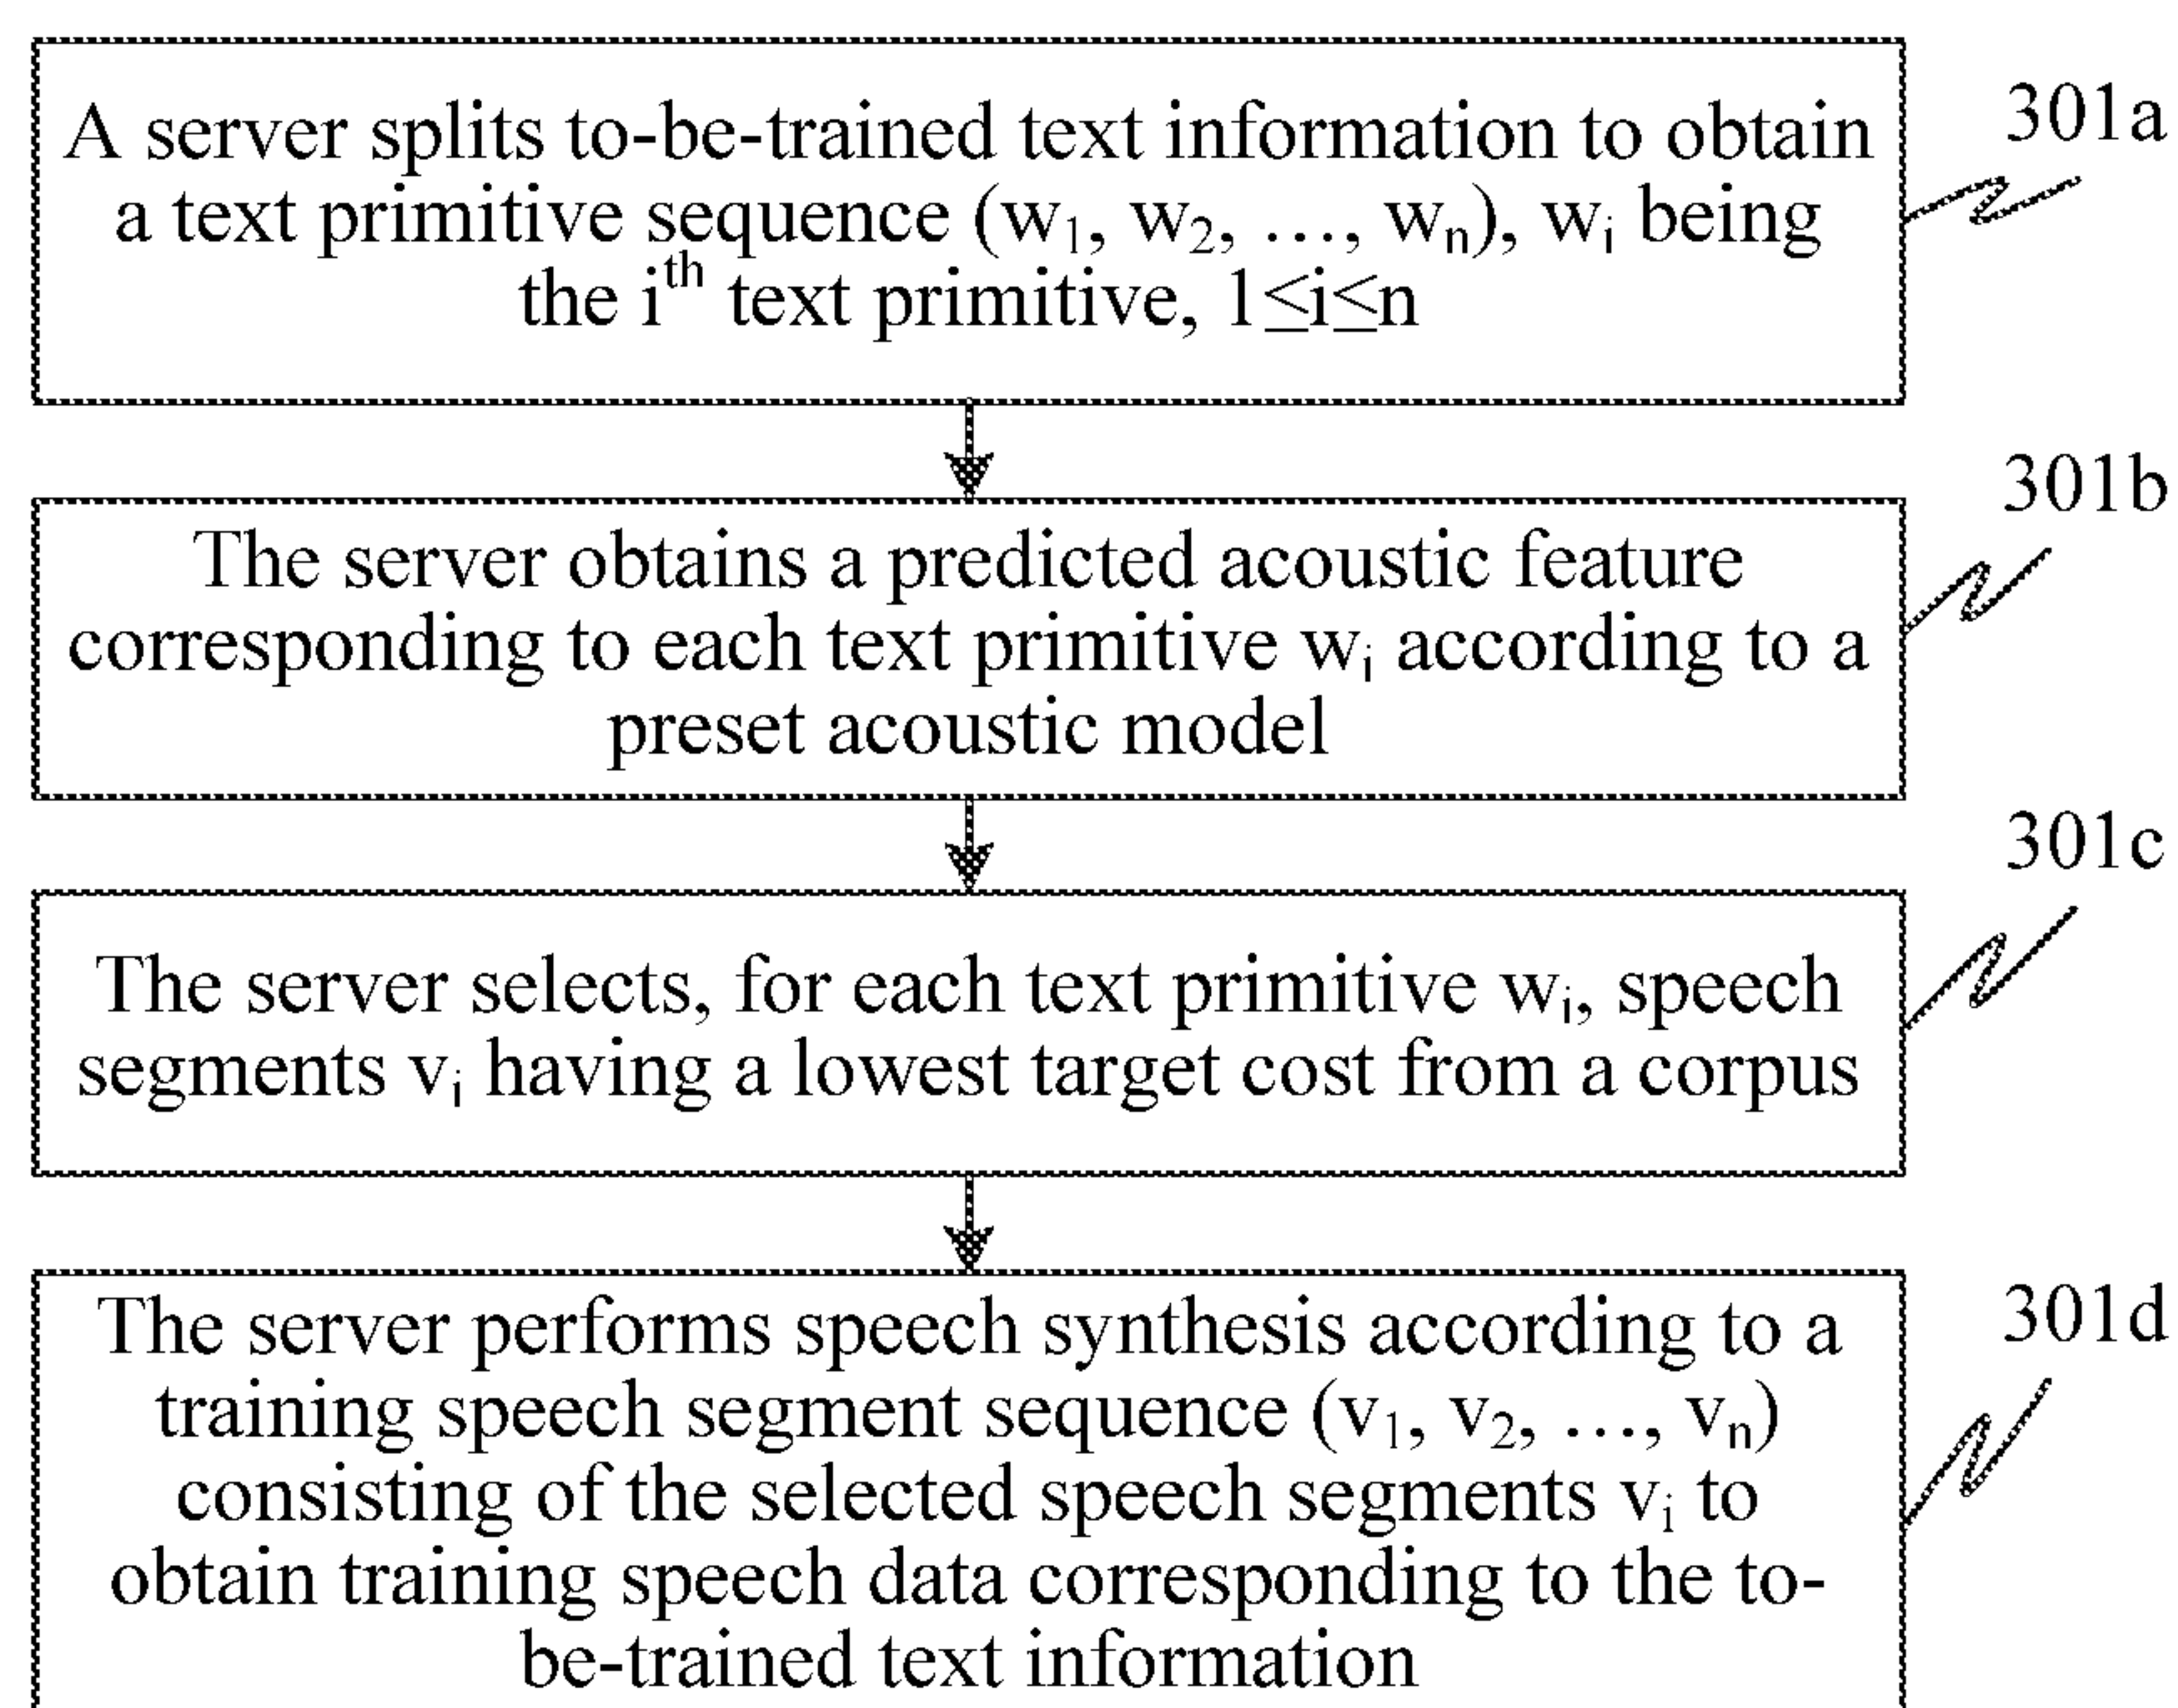 A server splits to-be-trained text information to obtain
a text primitive sequence (w₁, w₂, ..., wₙ), wᵢ being
the iᵗʰ text primitive, 1≤i≤n
301a
The server obtains a predicted acoustic feature
corresponding to each text primitive wᵢ according to a
preset acoustic model
301b
The server selects, for each text primitive wᵢ, speech
segments vᵢ having a lowest target cost from a corpus
301c
The server performs speech synthesis according to a
training speech segment sequence (v₁, v₂, ..., vₙ)
consisting of the selected speech segments vᵢ to
obtain training speech data corresponding to the to-
be-trained text information
301d